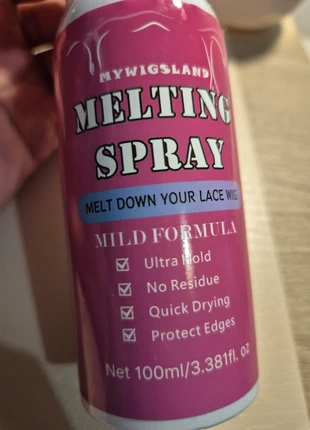 MYWIGSLAND
MELTING
SPRAY
MELT DOWN YOUR LACE WIG
MILD FORMULA
Ultra Hold
No Residue
Quick Drying
Protect Edges
Net 100ml/3.381fl. oz